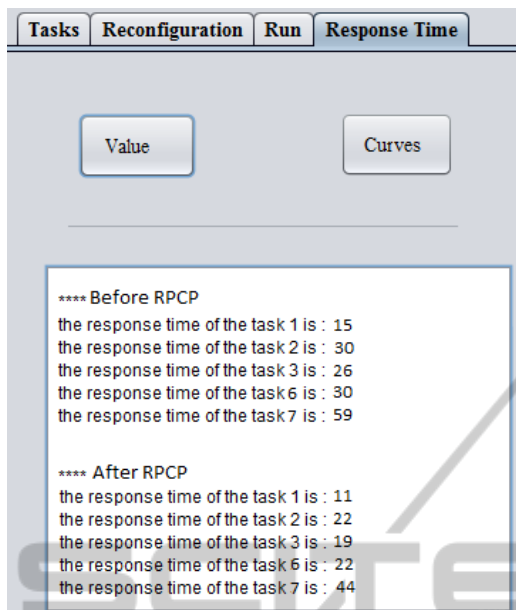 Tasks Reconfiguration Run Response Time
Value Curves
**** Before RPCP
the response time of the task 1 is : 15
the response time of the task 2 is : 30
the response time of the task 3 is : 26
the response time of the task 6 is : 30
the response time of the task 7 is : 59
**** After RPCP
the response time of the task 1 is : 11
the response time of the task 2 is : 22
the response time of the task 3 is : 19
the response time of the task 6 is : 22
the response time of the task 7 is : 44